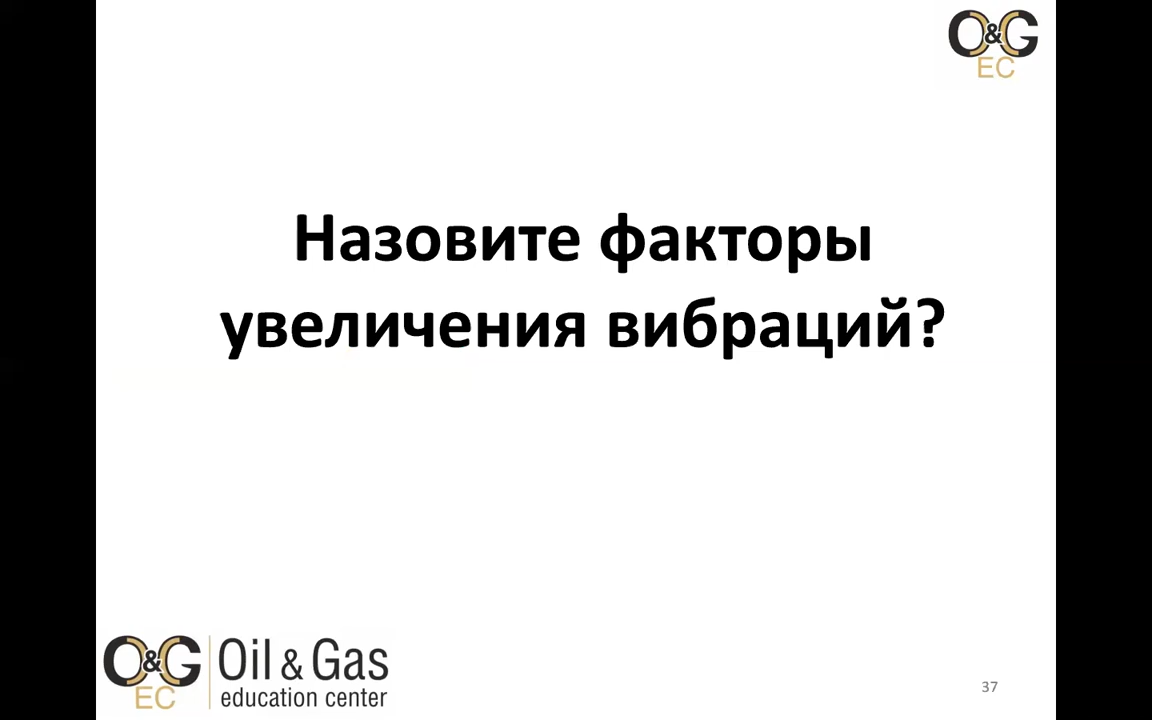 O&G
EC
Назовите факторы
увеличения вибраций?
O&G
EC
Oil & Gas
education center
37